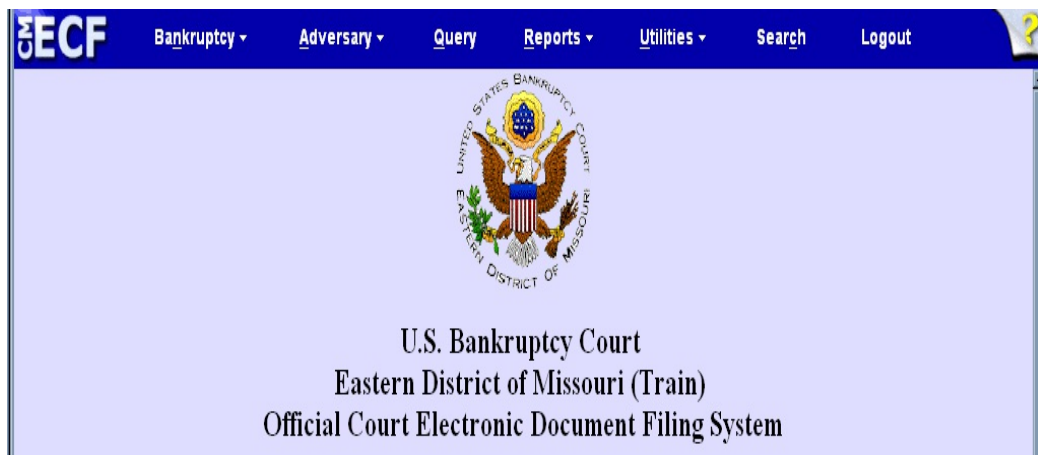 CM ECF Bankruptcy Adversary Query Reports Utilities Search Logout ?
UNITED STATES BANKRUPTCY COURT
EASTERN DISTRICT OF MISSOURI
U.S. Bankruptcy Court
Eastern District of Missouri (Train)
Official Court Electronic Document Filing System